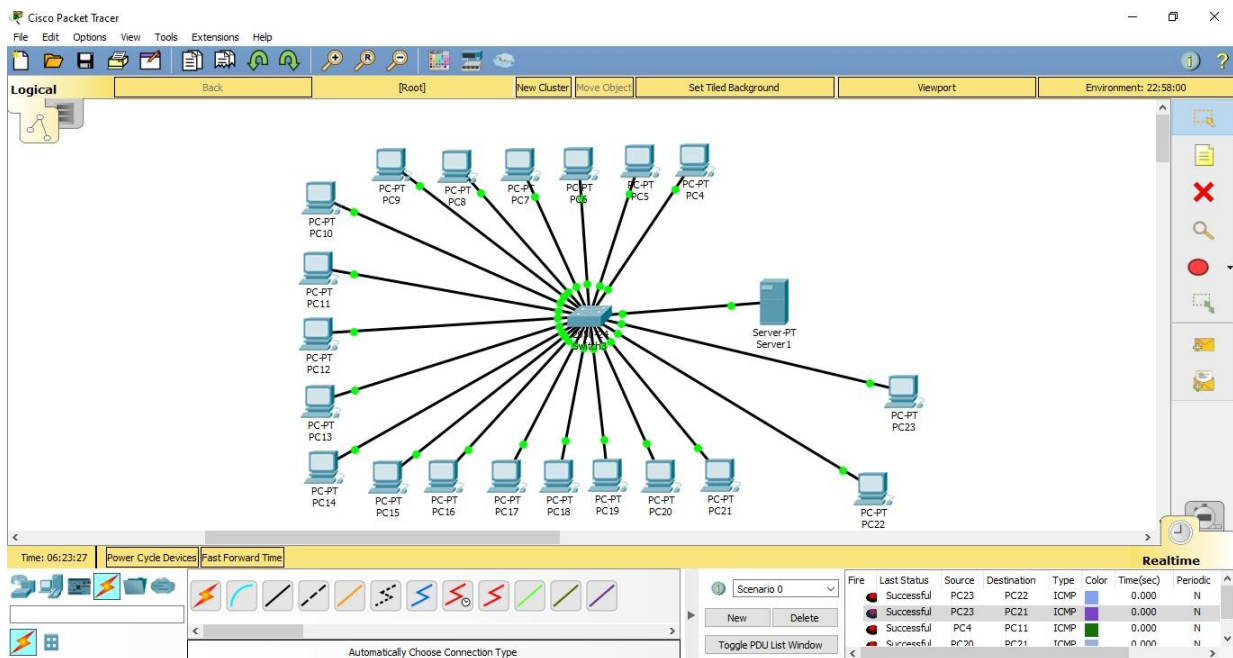 Cisco Packet Tracer
File Edit Options View Tools Extensions Help
Logical Back [Root] New Cluster Move Object Set Tiled Background Viewport Environment: 22:58:00
PC-PT
PC9
PC-PT
PC8
PC-PT
PC7
PC-PT
PC6
PC-PT
PC5
PC-PT
PC4
PC-PT
PC10
PC-PT
PC11
PC-PT
PC12
PC-PT
PC13
PC-PT
PC14
PC-PT
PC15
PC-PT
PC16
PC-PT
PC17
PC-PT
PC18
PC-PT
PC19
PC-PT
PC20
PC-PT
PC21
PC-PT
PC22
PC-PT
PC23
Server-PT
Server1
Switch3
Time: 06:23:27 Power Cycle Devices Fast Forward Time Realtime
Scenario 0
New Delete
Toggle PDU List Window
Automatically Choose Connection Type
Fire Last Status Source Destination Type Color Time(sec) Periodic
Successful PC23 PC22 ICMP 0.000 N
Successful PC23 PC21 ICMP 0.000 N
Successful PC4 PC11 ICMP 0.000 N
Successful PC20 PC21 ICMP 0.000 N